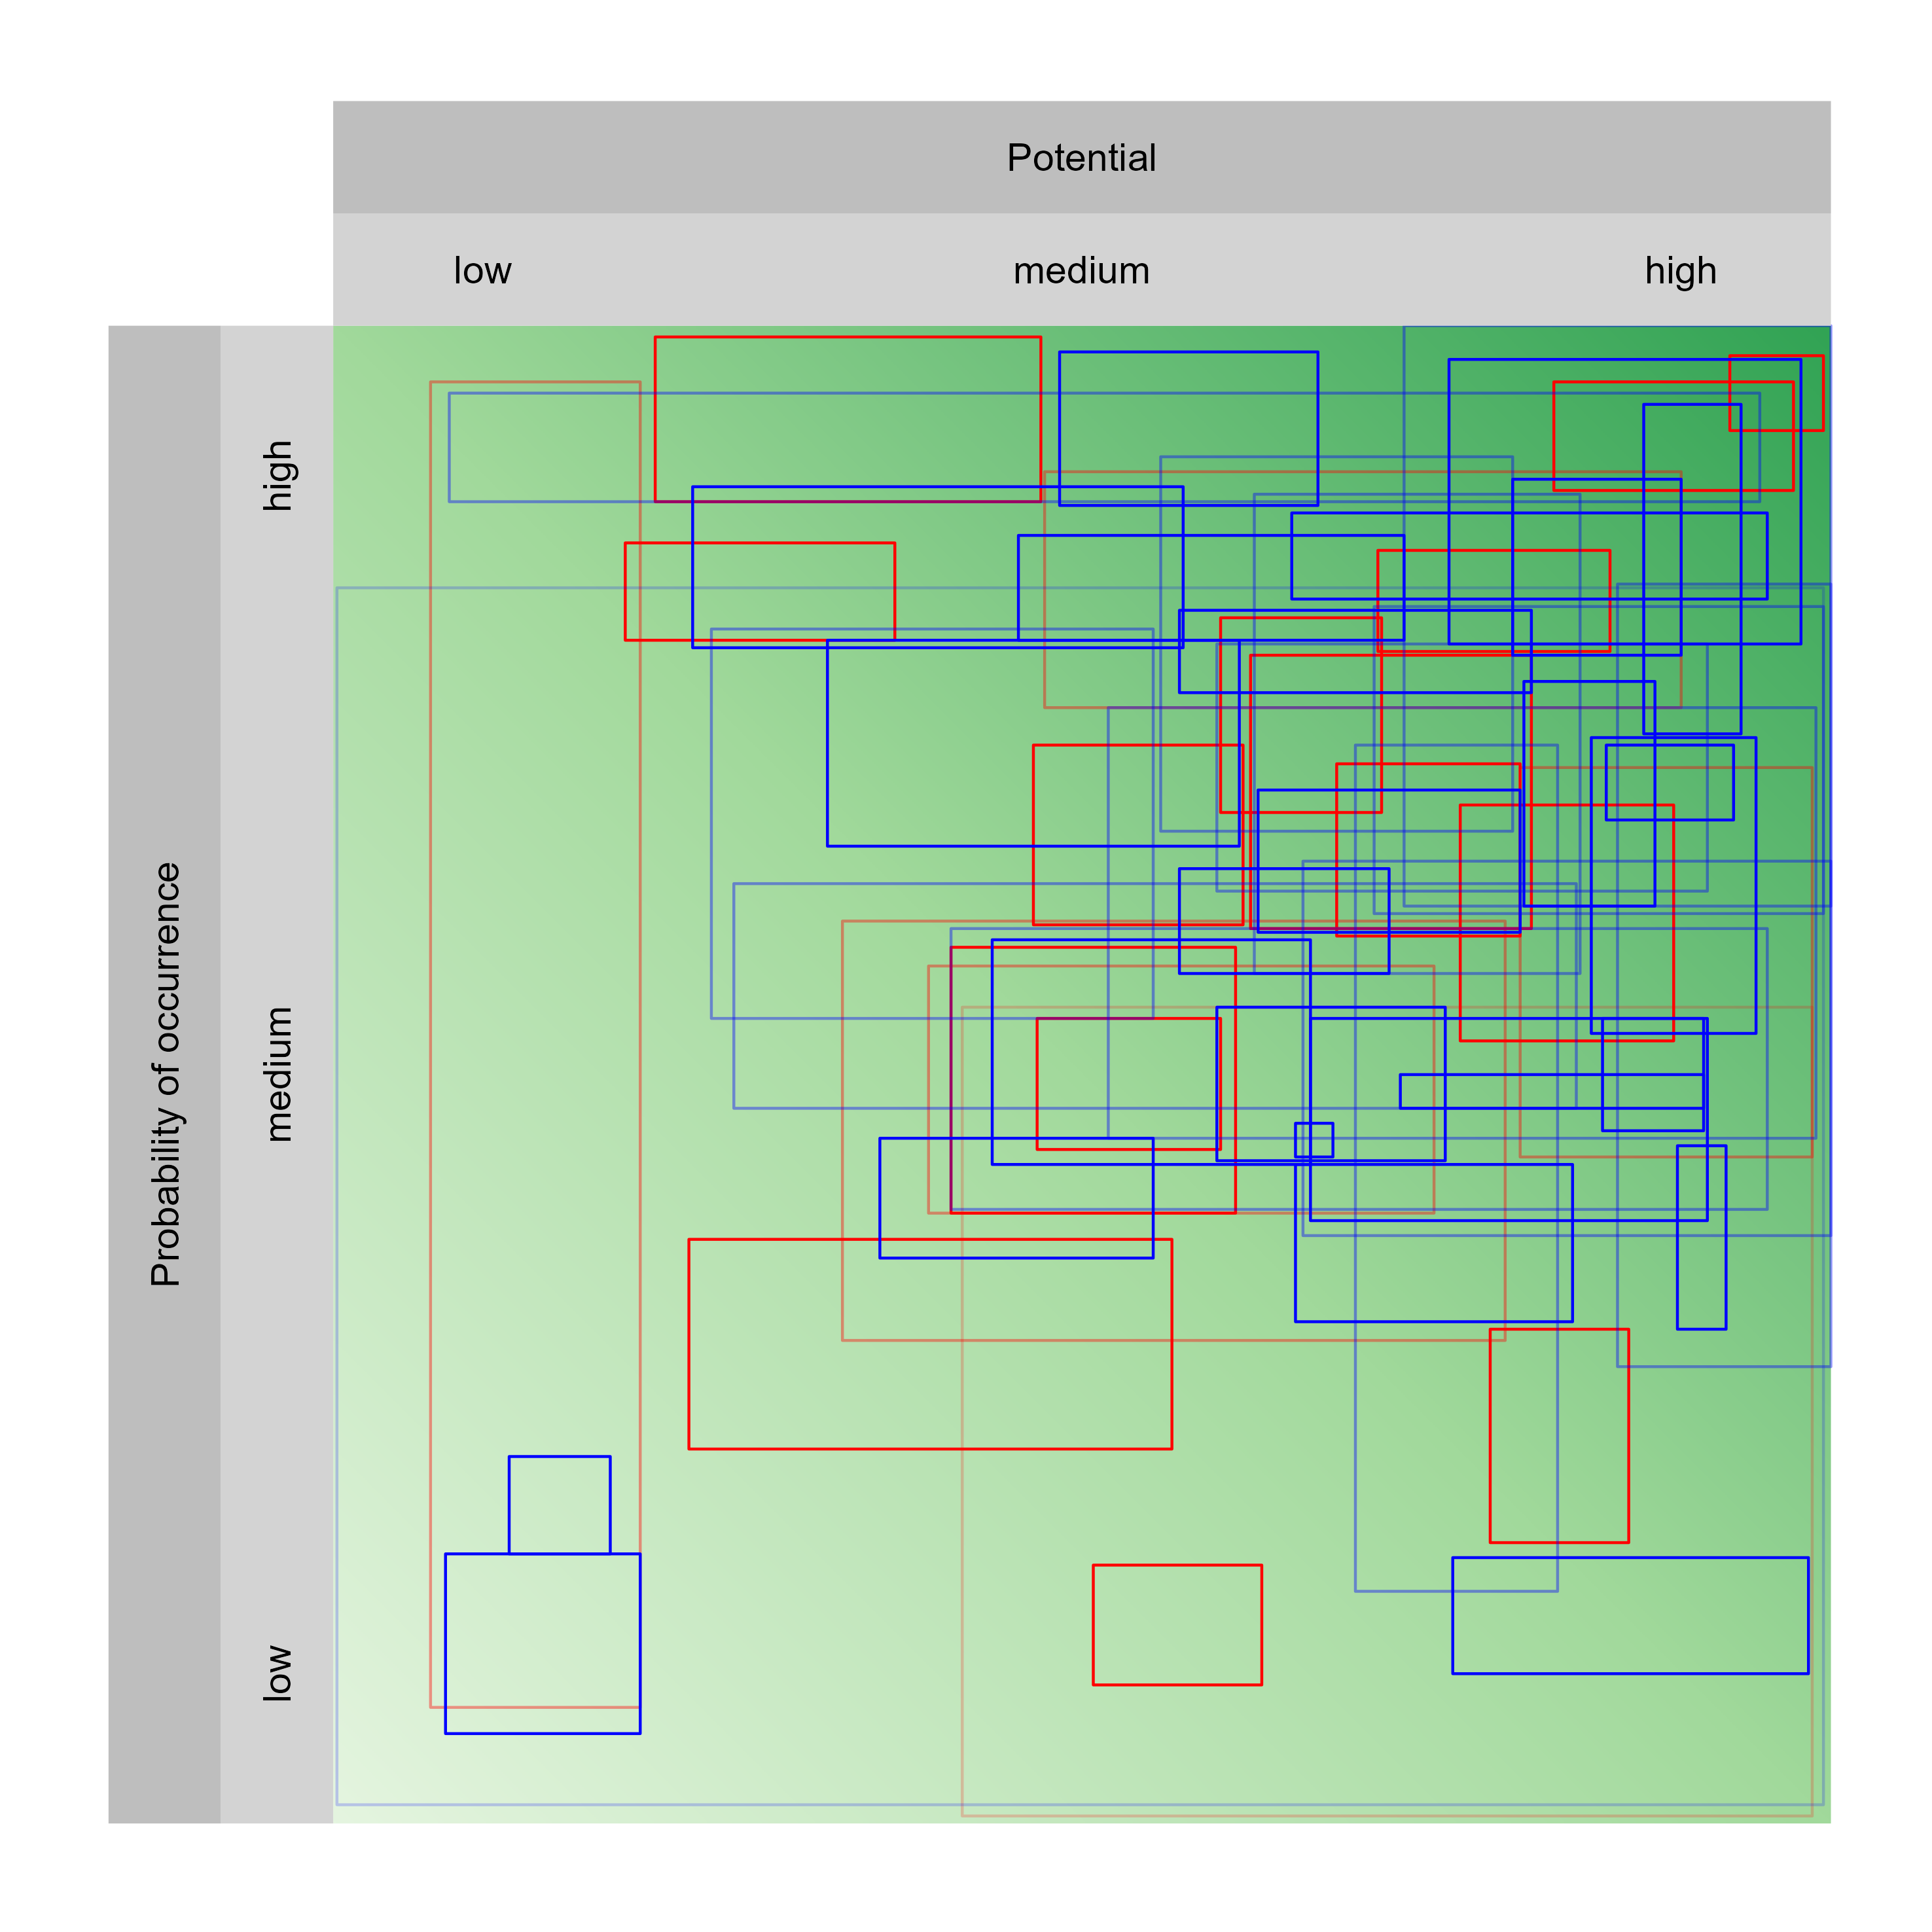 Potential
low medium high
Probability of occurrence
high
medium
low